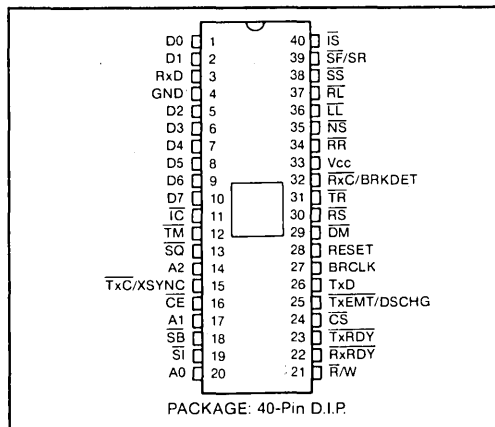 D0 1 40 IS
D1 2 39 SF/SR
RxD 3 38 SS
GND 4 37 RL
D2 5 36 LL
D3 6 35 NS
D4 7 34 RR
D5 8 33 Vcc
D6 9 32 RxC/BRKDET
D7 10 31 TR
IC 11 30 RS
TM 12 29 DM
SQ 13 28 RESET
A2 14 27 BRCLK
TxC/XSYNC 15 26 TxD
CE 16 25 TxEMT/DSCHG
A1 17 24 CS
SB 18 23 TxRDY
SI 19 22 RxRDY
A0 20 21 R/W
PACKAGE: 40-Pin D.I.P.